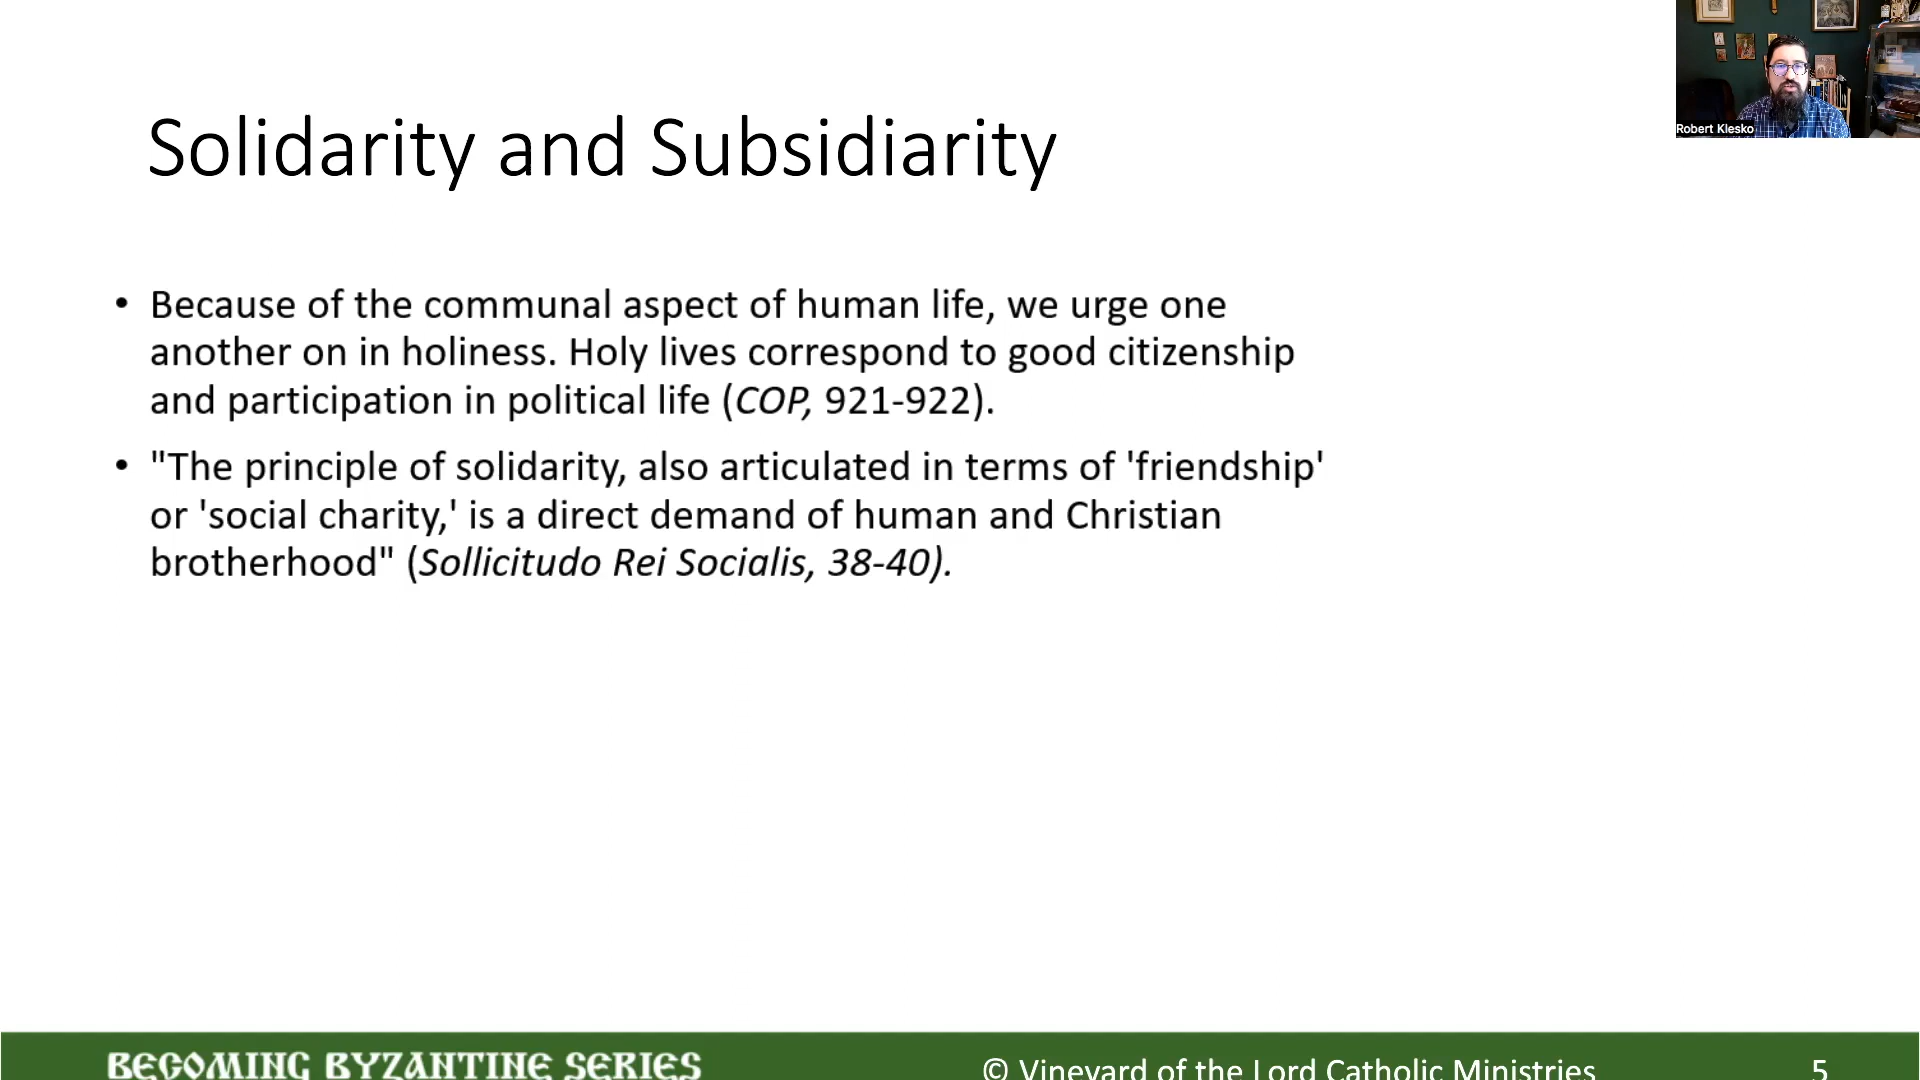 Robert Klesko
Solidarity and Subsidiarity
• Because of the communal aspect of human life, we urge one
another on in holiness. Holy lives correspond to good citizenship
and participation in political life (COP, 921-922).
• "The principle of solidarity, also articulated in terms of 'friendship'
or 'social charity,' is a direct demand of human and Christian
brotherhood" (Sollicitudo Rei Socialis, 38-40).
BECOMING BYZANTINE SERIES
© Vineyard of the Lord Catholic Ministries
5